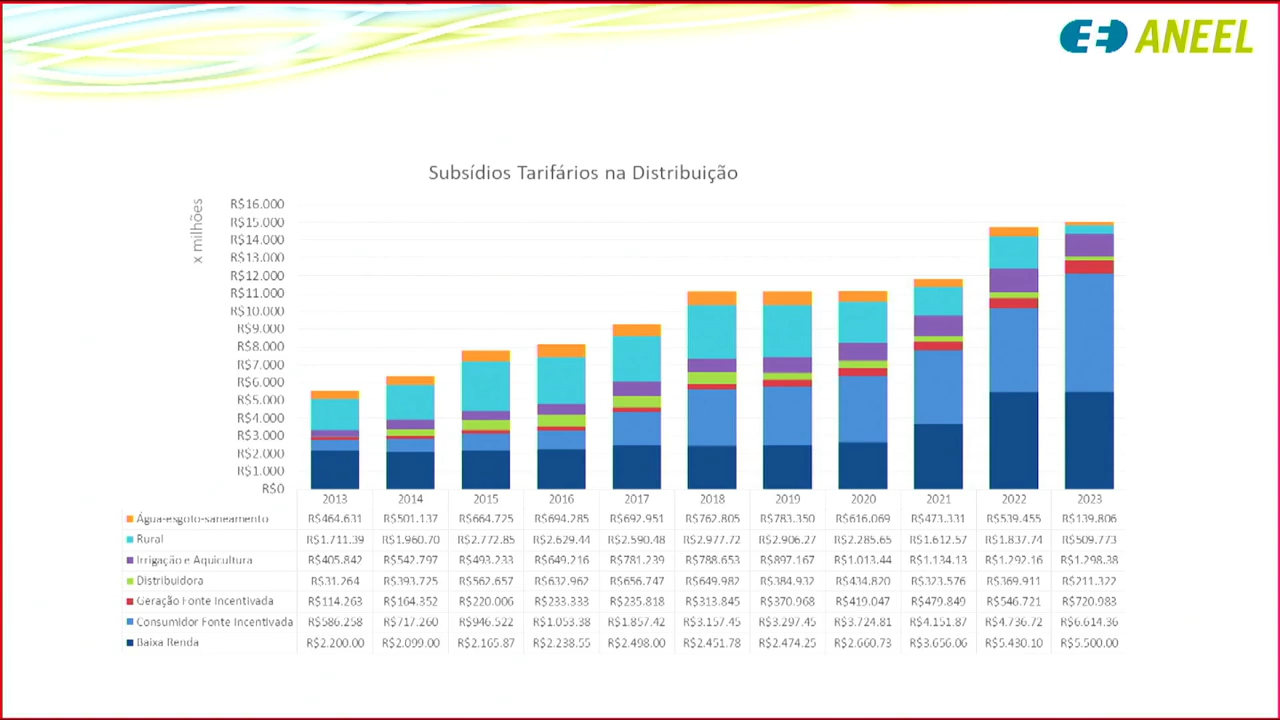 ANEEL
Subsídios Tarifários na Distribuição
x milhões
R$16.000
R$15.000
R$14.000
R$13.000
R$12.000
R$11.000
R$10.000
R$9.000
R$8.000
R$7.000
R$6.000
R$5.000
R$4.000
R$3.000
R$2.000
R$1.000
R$0
2013 2014 2015 2016 2017 2018 2019 2020 2021 2022 2023
Água-esgoto-saneamento R$464.631 R$501.137 R$664.725 R$694.285 R$692.951 R$762.805 R$783.350 R$616.069 R$473.331 R$539.455 R$139.806
Rural R$1.711.39 R$1.960.70 R$2.772.85 R$2.629.44 R$2.590.48 R$2.977.72 R$2.906.27 R$2.285.65 R$1.612.57 R$1.837.74 R$509.773
Irrigação e Aquicultura R$405.842 R$542.797 R$493.233 R$649.216 R$781.239 R$788.653 R$897.167 R$1.013.44 R$1.134.13 R$1.292.16 R$1.298.38
Distribuidora R$31.264 R$393.725 R$562.657 R$632.962 R$656.747 R$649.982 R$384.932 R$434.820 R$323.576 R$369.911 R$211.322
Geração Fonte Incentivada R$114.263 R$164.352 R$220.006 R$233.333 R$235.818 R$313.845 R$370.968 R$419.047 R$479.849 R$546.721 R$720.983
Consumidor Fonte Incentivada R$586.258 R$717.260 R$946.522 R$1.053.38 R$1.857.42 R$3.157.45 R$3.297.45 R$3.724.81 R$4.151.87 R$4.736.72 R$6.614.36
Baixa Renda R$2.200.00 R$2.099.00 R$2.165.87 R$2.238.55 R$2.498.00 R$2.451.78 R$2.474.25 R$2.660.73 R$3.656.06 R$5.430.10 R$5.500.00